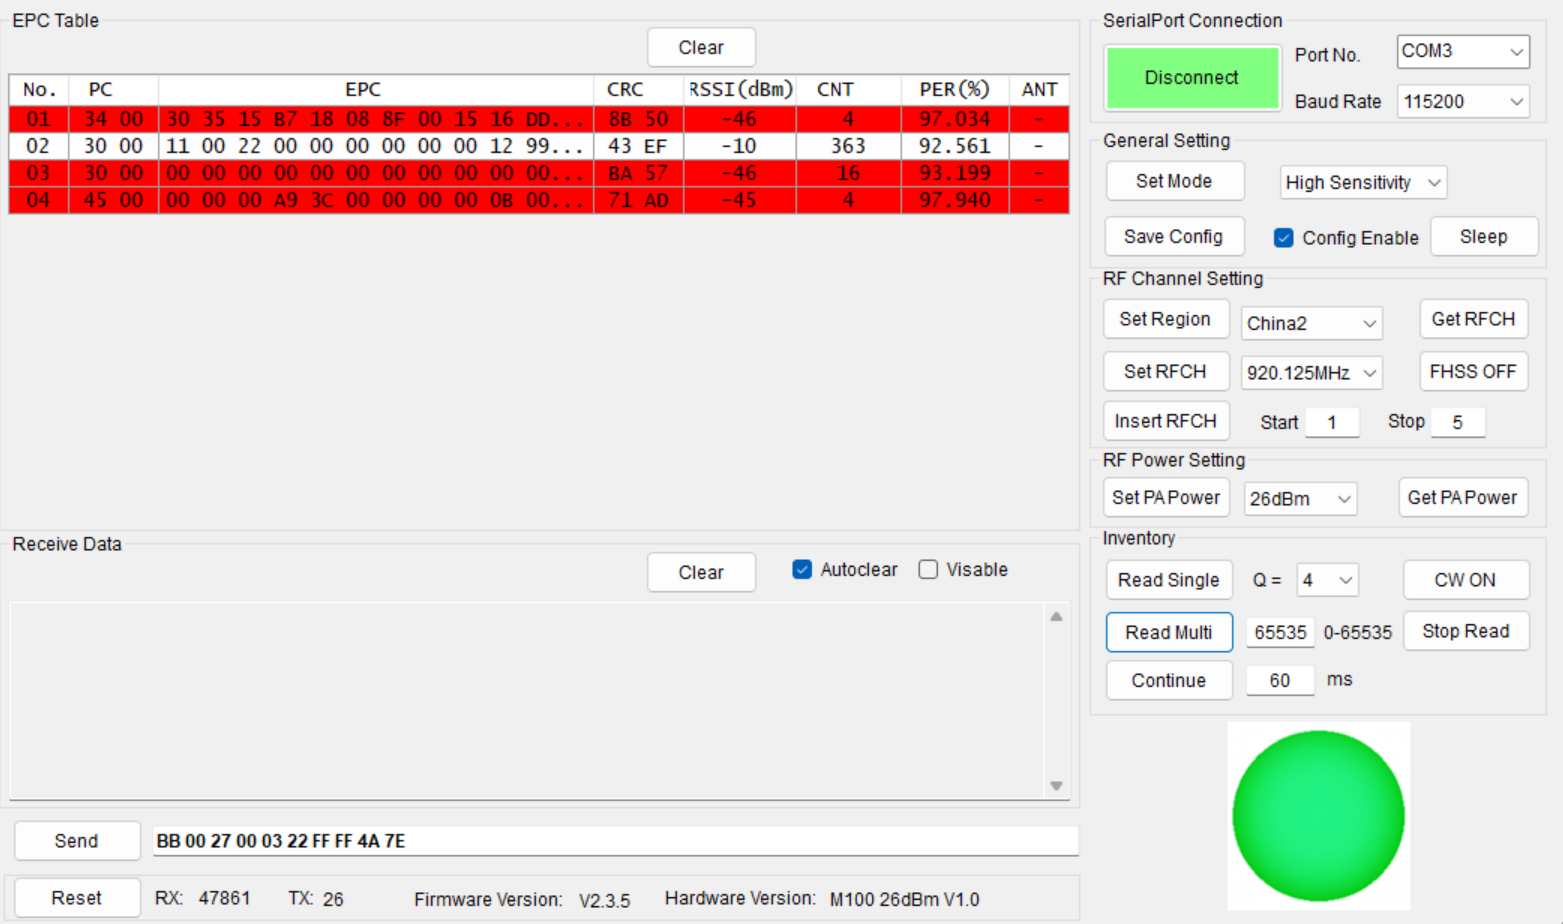 EPC Table
Clear
No. PC EPC CRC RSSI(dBm) CNT PER(%) ANT
01 34 00 30 35 15 B7 18 08 8F 00 15 16 DD... 8B 50 -46 4 97.034 -
02 30 00 11 00 22 00 00 00 00 00 00 12 99... 43 EF -10 363 92.561 -
03 30 00 00 00 00 00 00 00 00 00 00 00 00... BA 57 -46 16 93.199 -
04 45 00 00 00 00 A9 3C 00 00 00 00 0B 00... 71 AD -45 4 97.940 -
Receive Data
Clear Autoclear Visable
Send BB 00 27 00 03 22 FF FF 4A 7E
Reset RX: 47861 TX: 26 Firmware Version: V2.3.5 Hardware Version: M100 26dBm V1.0
SerialPort Connection
Disconnect Port No. COM3
Baud Rate 115200
General Setting
Set Mode High Sensitivity
Save Config Config Enable Sleep
RF Channel Setting
Set Region China2 Get RFCH
Set RFCH 920.125MHz FHSS OFF
Insert RFCH Start 1 Stop 5
RF Power Setting
Set PA Power 26dBm Get PA Power
Inventory
Read Single Q = 4 CW ON
Read Multi 65535 0-65535 Stop Read
Continue 60 ms